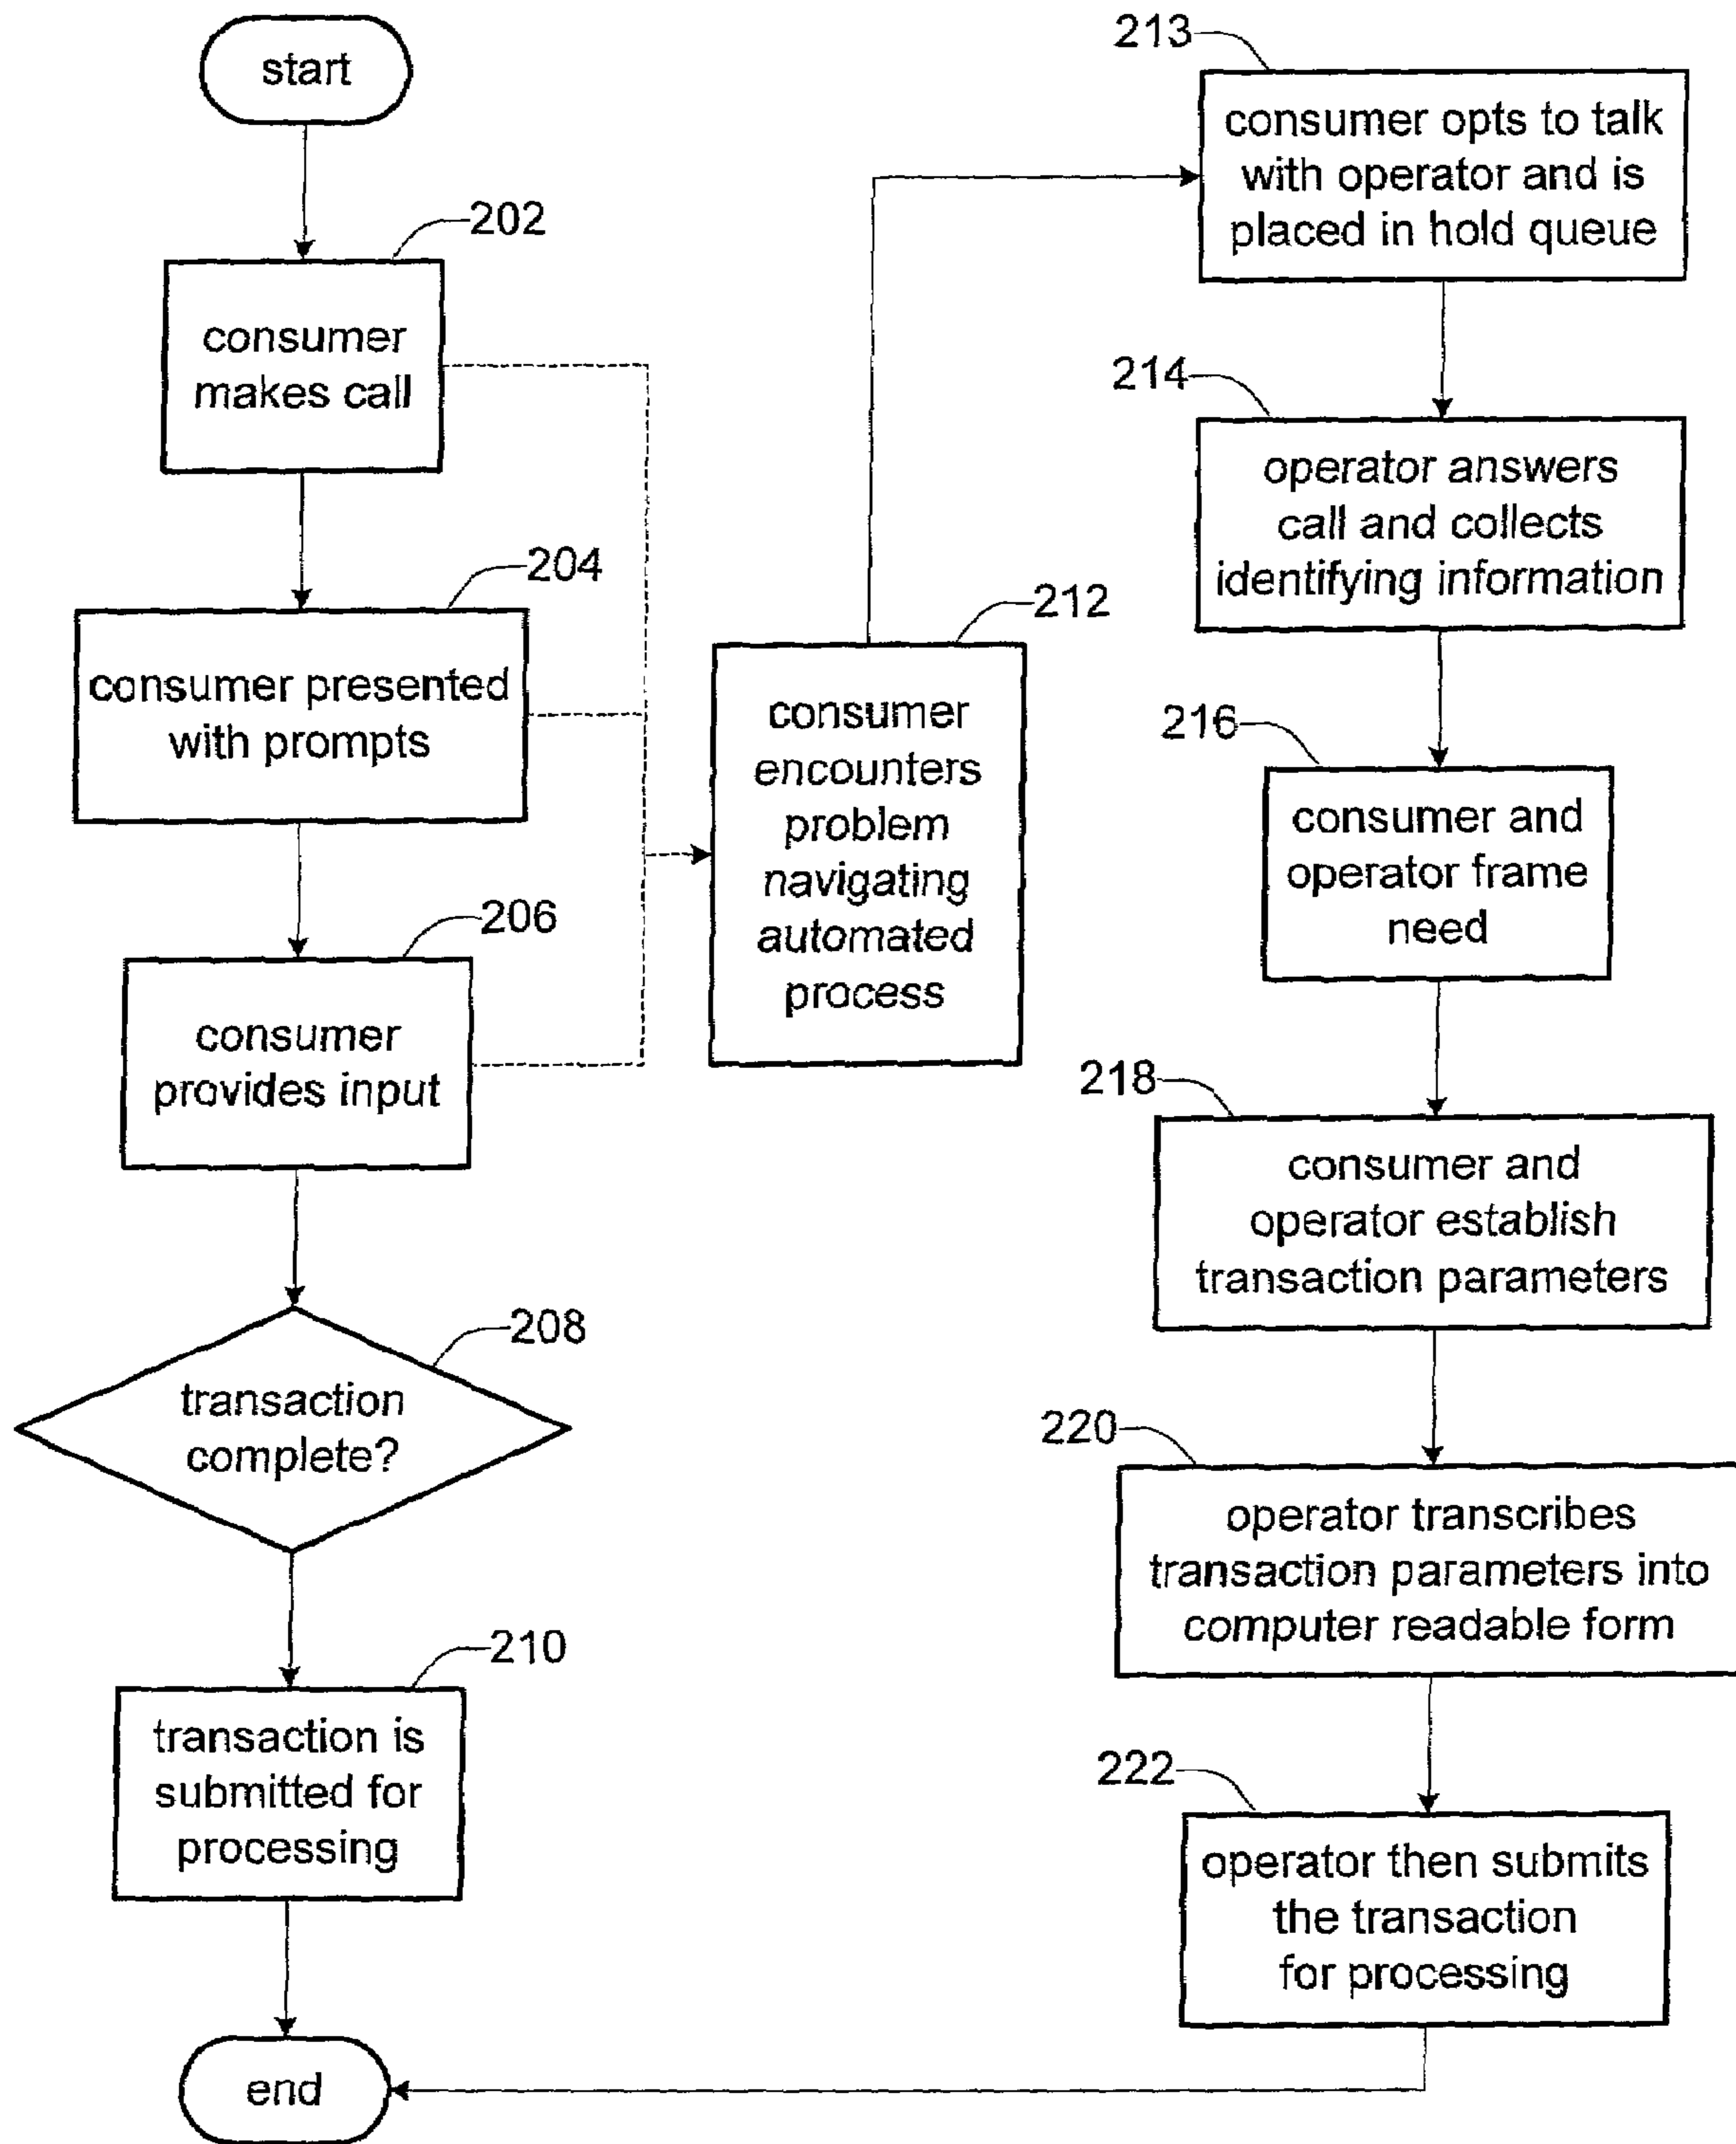 start
202
consumer
makes call
204
consumer presented
with prompts
206
consumer
provides input
208
transaction
complete?
210
transaction is
submitted for
processing
end
212
consumer
encounters
problem
navigating
automated
process
213
consumer opts to talk
with operator and is
placed in hold queue
214
operator answers
call and collects
identifying information
216
consumer and
operator frame
need
218
consumer and
operator establish
transaction parameters
220
operator transcribes
transaction parameters into
computer readable form
222
operator then submits
the transaction
for processing